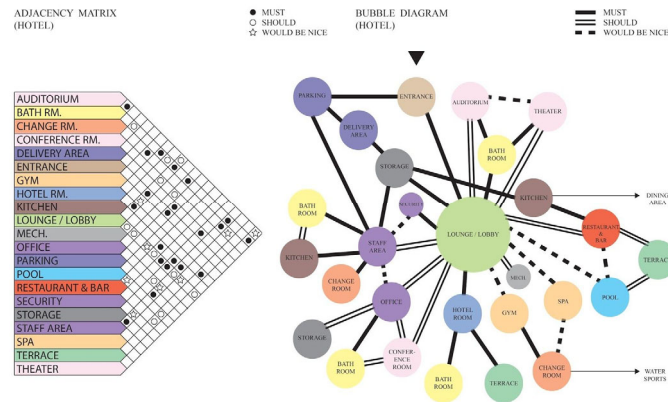 ADJACENCY MATRIX
(HOTEL)
MUST
SHOULD
WOULD BE NICE
BUBBLE DIAGRAM
(HOTEL)
MUST
SHOULD
WOULD BE NICE
AUDITORIUM
BATH RM.
CHANGE RM.
CONFERENCE RM.
DELIVERY AREA
ENTRANCE
GYM
HOTEL RM.
KITCHEN
LOUNGE / LOBBY
MECH.
OFFICE
PARKING
POOL
RESTAURANT & BAR
SECURITY
STORAGE
STAFF AREA
SPA
TERRACE
THEATER
PARKING
ENTRANCE
AUDITORIUM
THEATER
DELIVERY
AREA
BATH
ROOM
STORAGE
KITCHEN
DINING
AREA
BATH
ROOM
SECURITY
STAFF
AREA
LOUNGE / LOBBY
RESTAURANT
&
BAR
KITCHEN
TERRACE
CHANGE
ROOM
MECH.
OFFICE
SPA
POOL
HOTEL
ROOM
GYM
STORAGE
BATH
ROOM
CONFER-
ENCE
ROOM
BATH
ROOM
TERRACE
CHANGE
ROOM
WATER
SPORTS